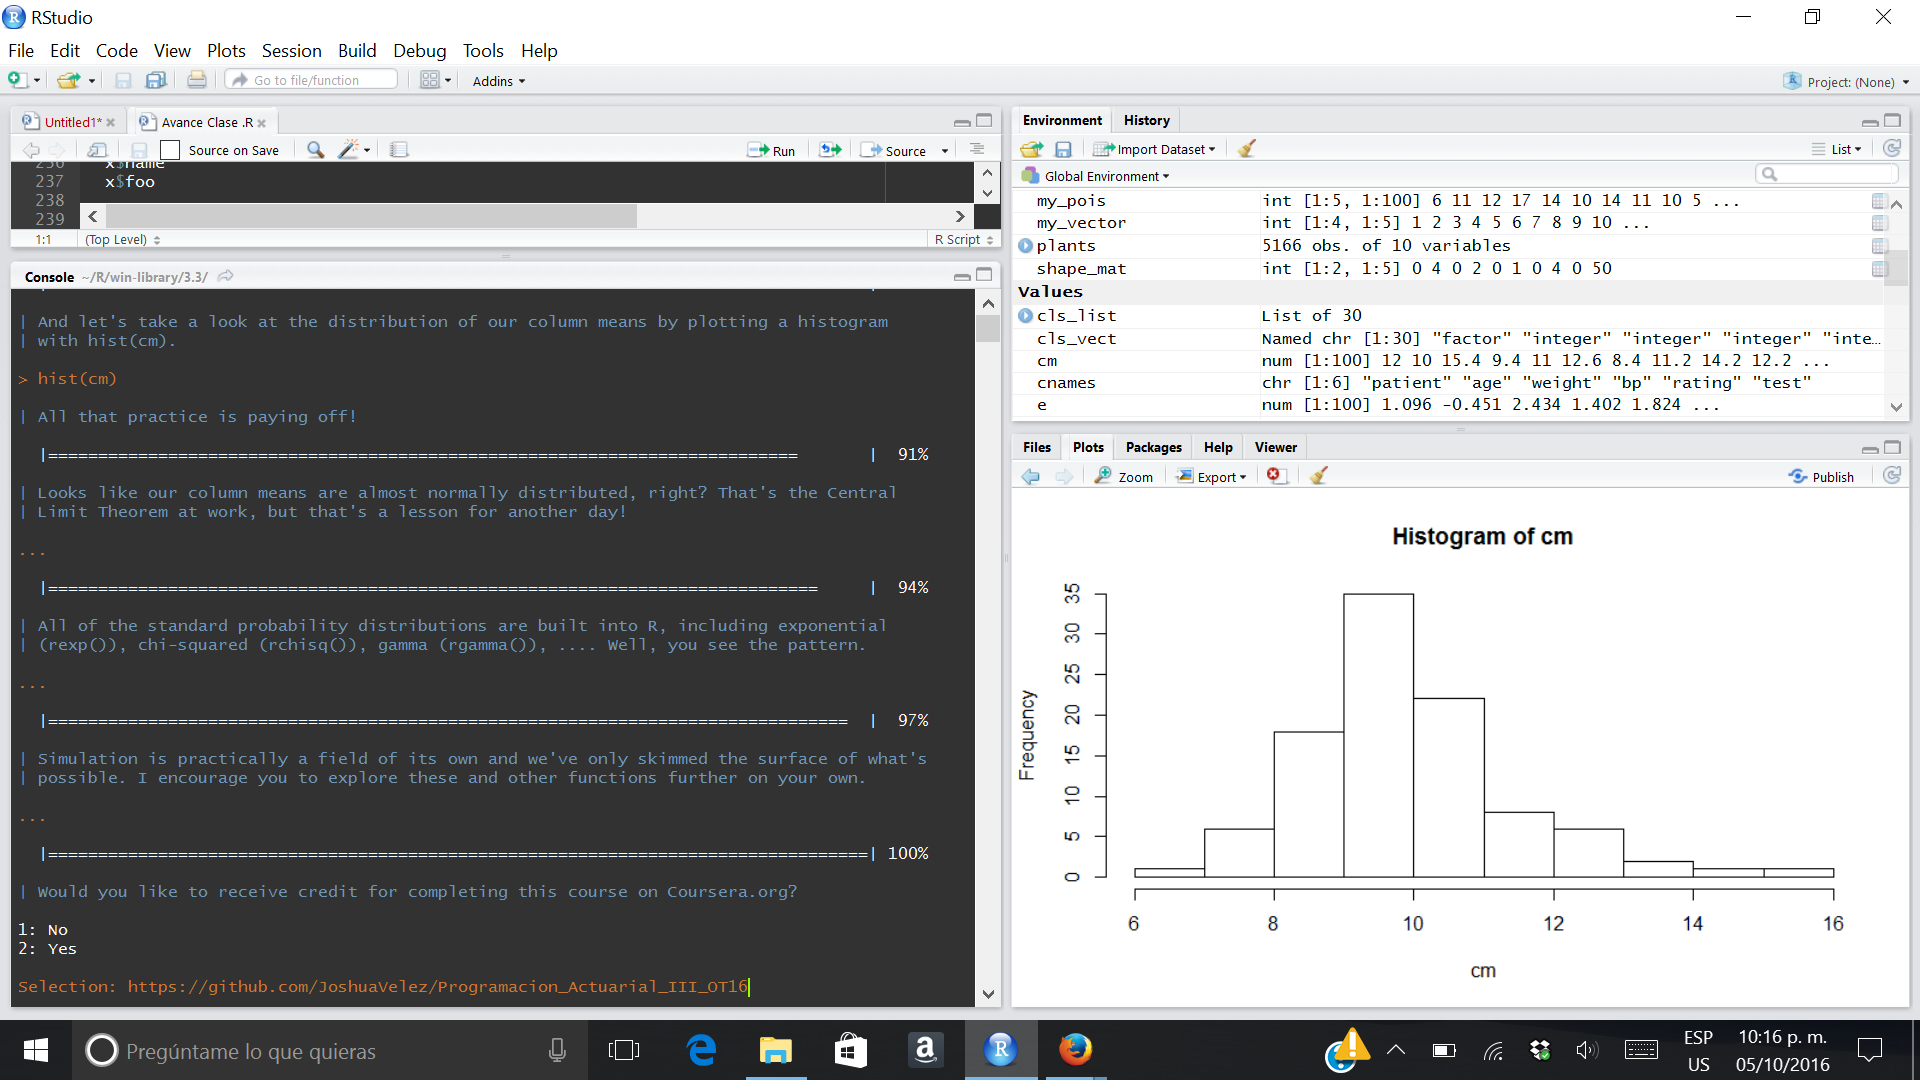 RStudio
File Edit Code View Plots Session Build Debug Tools Help
Go to file/function Addins Project: (None)
Untitled1* Avance Clase .R
Source on Save Run Source
236 x$name
237 x$foo
238
239
1:1 (Top Level) R Script
Console ~/R/win-library/3.3/
| And let's take a look at the distribution of our column means by plotting a histogram
| with hist(cm).
> hist(cm)
| All that practice is paying off!
|===========================================================================       |  91%
| Looks like our column means are almost normally distributed, right? That's the Central
| Limit Theorem at work, but that's a lesson for another day!
...
|=============================================================================     |  94%
| All of the standard probability distributions are built into R, including exponential
| (rexp()), chi-squared (rchisq()), gamma (rgamma()), .... Well, you see the pattern.
...
|================================================================================  |  97%
| Simulation is practically a field of its own and we've only skimmed the surface of what's
| possible. I encourage you to explore these and other functions further on your own.
...
|==================================================================================| 100%
| Would you like to receive credit for completing this course on Coursera.org?
1: No
2: Yes
Selection: https://github.com/JoshuaVelez/Programacion_Actuarial_III_OT16
Environment History
Import Dataset List
Global Environment
my_pois int [1:5, 1:100] 6 11 12 17 14 10 14 11 10 5 ...
my_vector int [1:4, 1:5] 1 2 3 4 5 6 7 8 9 10 ...
plants 5166 obs. of 10 variables
shape_mat int [1:2, 1:5] 0 4 0 2 0 1 0 4 0 50
Values
cls_list List of 30
cls_vect Named chr [1:30] "factor" "integer" "integer" "integer" "inte…
cm num [1:100] 12 10 15.4 9.4 11 12.6 8.4 11.2 14.2 12.2 ...
cnames chr [1:6] "patient" "age" "weight" "bp" "rating" "test"
e num [1:100] 1.096 -0.451 2.434 1.402 1.824 ...
Files Plots Packages Help Viewer
Zoom Export Publish
Histogram of cm
Frequency
35
30
25
20
15
10
5
0
6 8 10 12 14 16
cm
Pregúntame lo que quieras
ESP 10:16 p. m.
US 05/10/2016